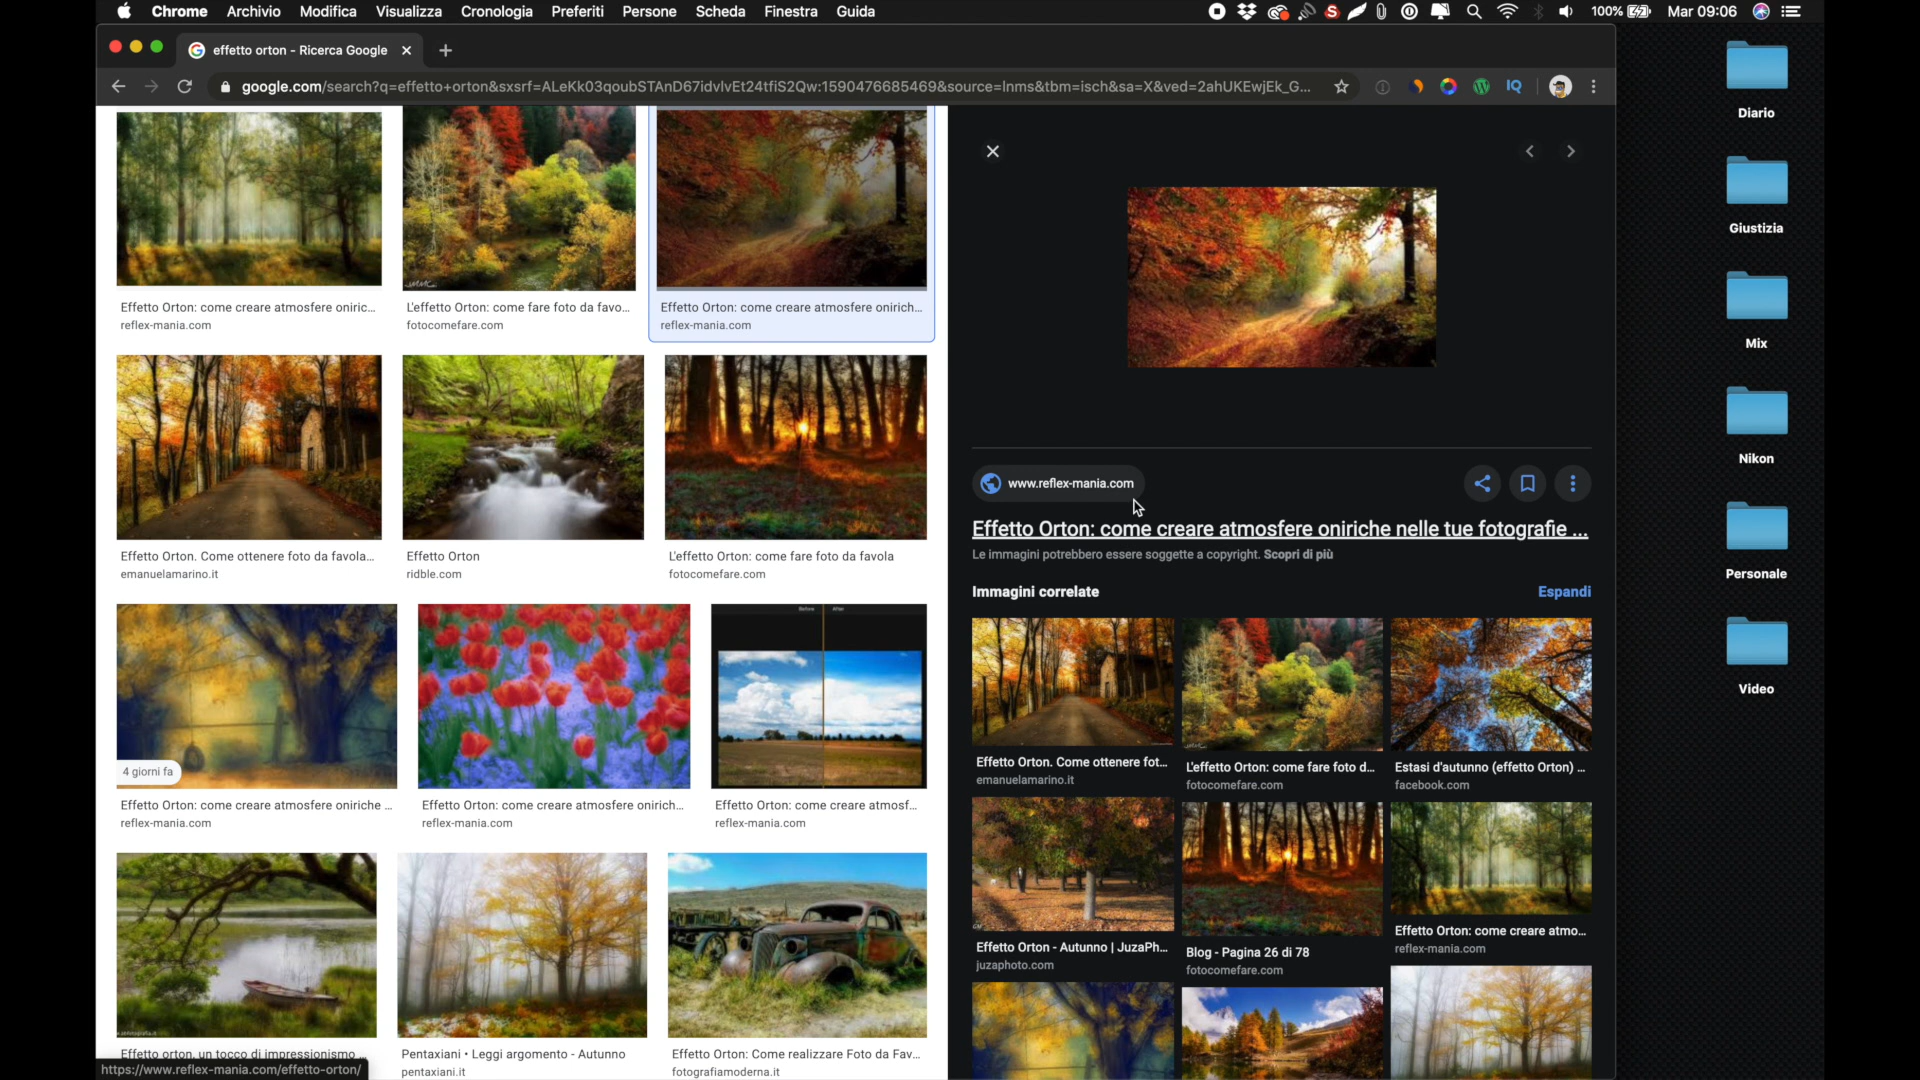 Chrome Archivio Modifica Visualizza Cronologia Preferiti Persone Scheda Finestra Guida
100% Mar 09:06
effetto orton - Ricerca Google
google.com/search?q=effetto+orton&sxsrf=ALeKk03qoubSTAnD67idvlvEt24tfiS2Qw:1590476685469&source=lnms&tbm=isch&sa=X&ved=2ahUKEwjEk_G...
Effetto Orton: come creare atmosfere oniric...
reflex-mania.com
L'effetto Orton: come fare foto da favo...
fotocomefare.com
Effetto Orton: come creare atmosfere onirich...
reflex-mania.com
Effetto Orton. Come ottenere foto da favola...
emanuelamarino.it
Effetto Orton
ridble.com
L'effetto Orton: come fare foto da favola
fotocomefare.com
4 giorni fa
Before After
Effetto Orton: come creare atmosfere oniriche ...
reflex-mania.com
Effetto Orton: come creare atmosfere onirich...
reflex-mania.com
Effetto Orton: come creare atmosf...
reflex-mania.com
Effetto orton, un tocco di impressionismo ...
Pentaxiani • Leggi argomento - Autunno
pentaxiani.it
Effetto Orton: Come realizzare Foto da Fav...
fotografiamoderna.it
https://www.reflex-mania.com/effetto-orton/
www.reflex-mania.com
Effetto Orton: come creare atmosfere oniriche nelle tue fotografie ...
Le immagini potrebbero essere soggette a copyright. Scopri di più
Immagini correlate
Espandi
Effetto Orton. Come ottenere fot...
emanuelamarino.it
L'effetto Orton: come fare foto d...
fotocomefare.com
Estasi d'autunno (effetto Orton) ...
facebook.com
Effetto Orton - Autunno | JuzaPh...
juzaphoto.com
Blog - Pagina 26 di 78
fotocomefare.com
Effetto Orton: come creare atmo...
reflex-mania.com
Diario
Giustizia
Mix
Nikon
Personale
Video